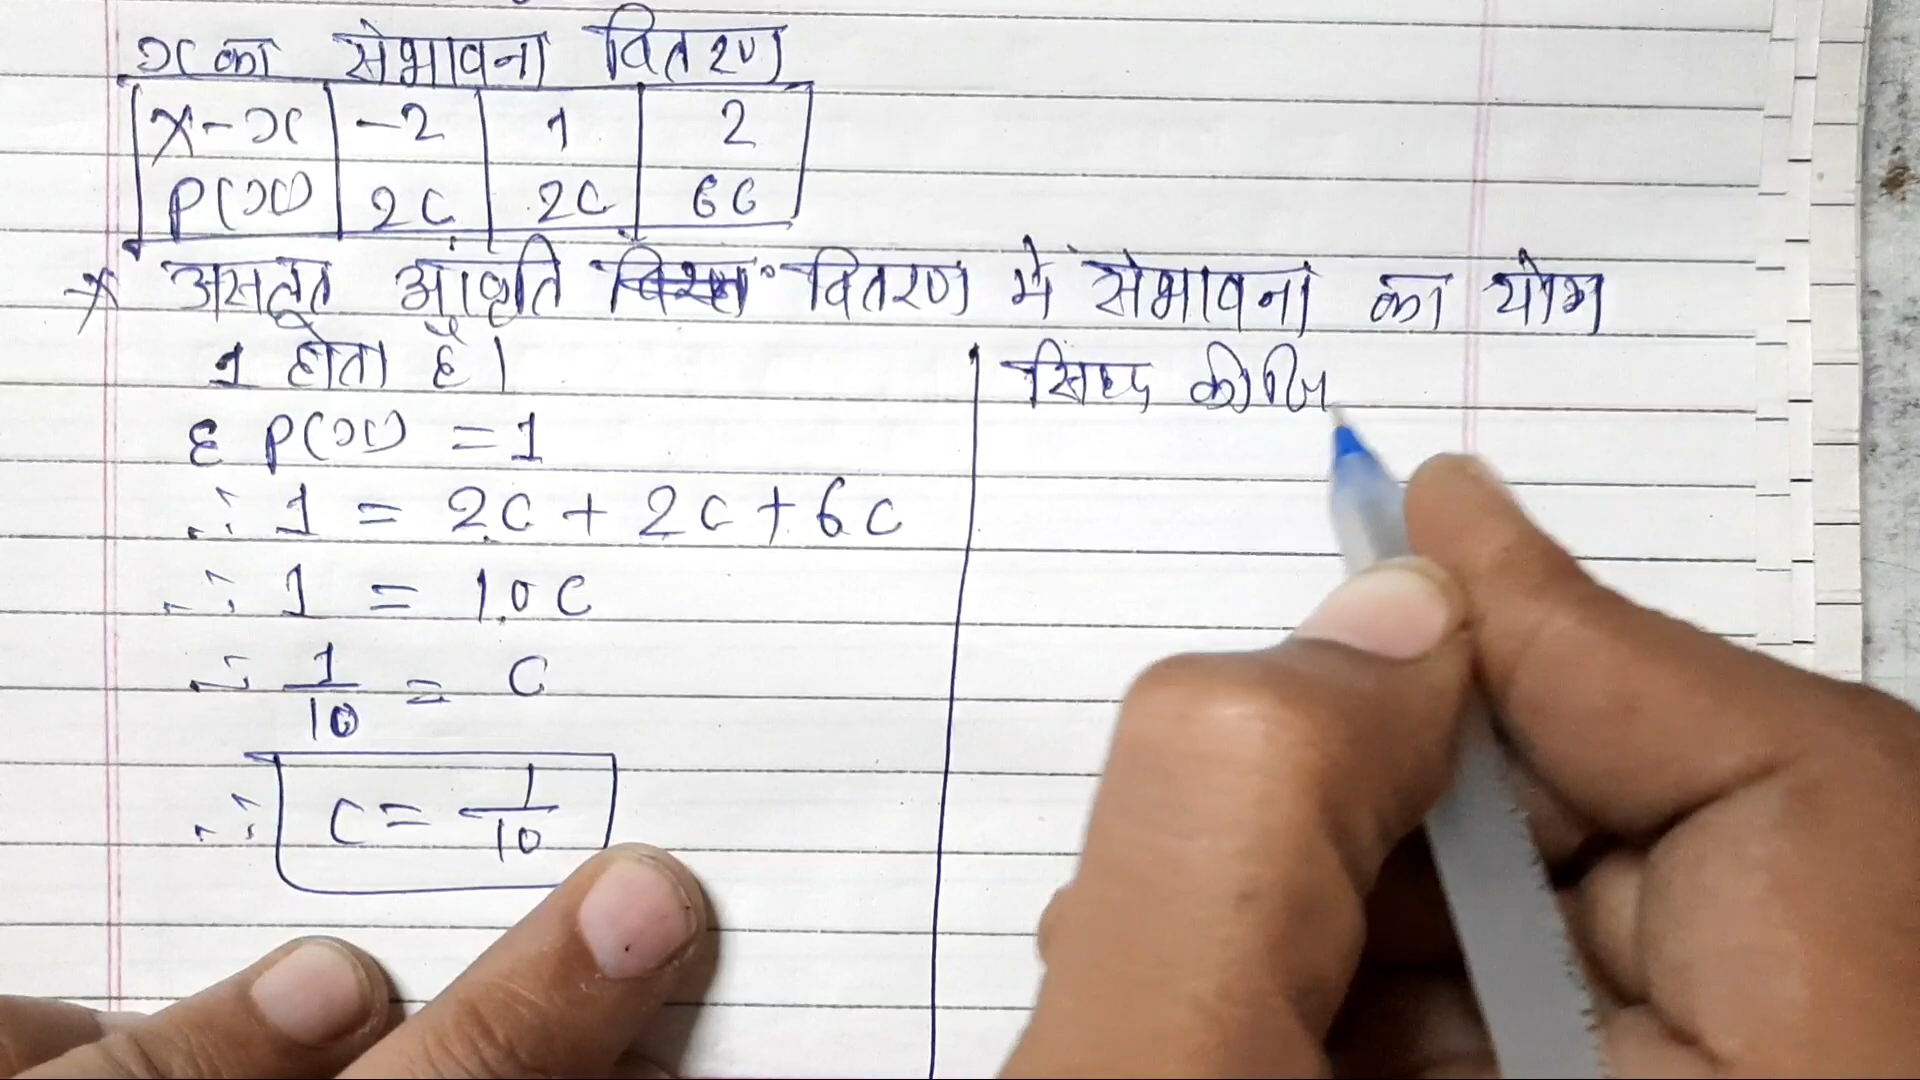 x का संभावना वितरण
X-x -2 1 2
P(x) 2C 2C 6C
असतत आवृति वितरण में संभावना का योग
1 होता है।
Σ P(x) = 1
∴ 1 = 2C + 2C + 6C
∴ 1 = 10C
∴ 1/10 = C
∴ C = 1/10
सिध्द कीजि